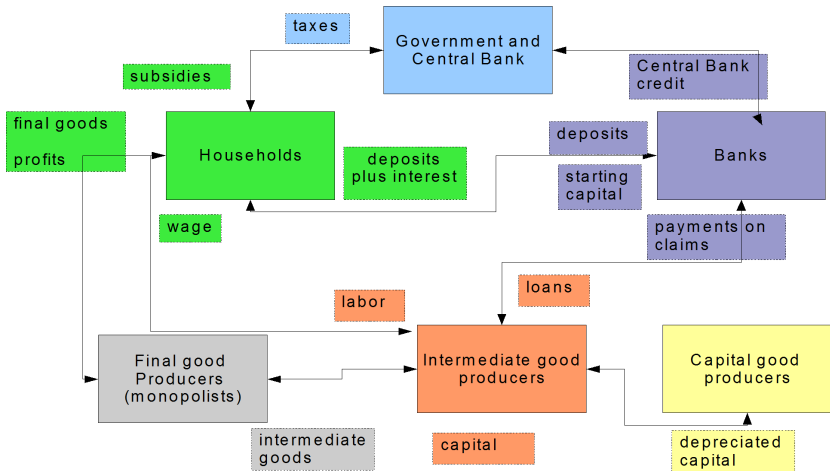 taxes
Government and
Central Bank
subsidies
Central Bank
credit
final goods
profits
Households
deposits
plus interest
deposits
starting
capital
Banks
wage
payments on
claims
labor
loans
Final good
Producers
(monopolists)
Intermediate good
producers
Capital good
producers
intermediate
goods
capital
depreciated
capital